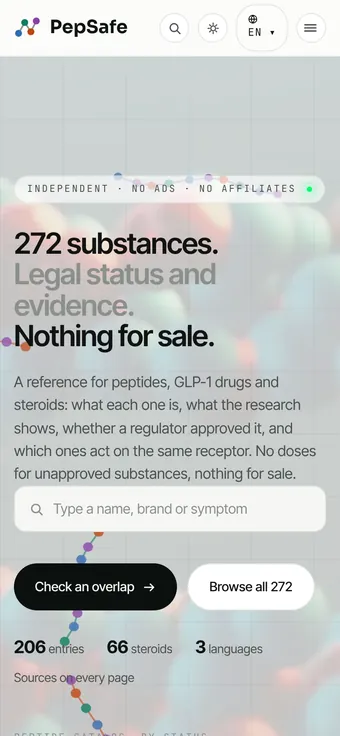 PepSafe
EN ▾
INDEPENDENT · NO ADS · NO AFFILIATES
272 substances.
Legal status and
evidence.
Nothing for sale.
A reference for peptides, GLP-1 drugs and
steroids: what each one is, what the research
shows, whether a regulator approved it, and
which ones act on the same receptor. No doses
for unapproved substances, nothing for sale.
Type a name, brand or symptom
Check an overlap →
Browse all 272
206 entries 66 steroids 3 languages
Sources on every page